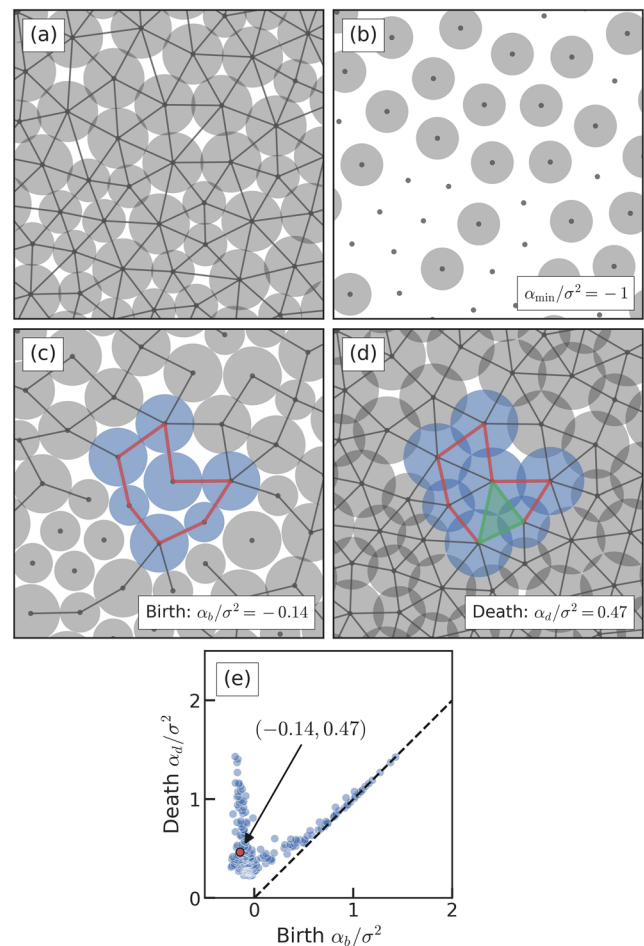 (a)
(b)
α_min/σ² = −1
(c)
Birth: α_b/σ² = −0.14
(d)
Death: α_d/σ² = 0.47
(e)
(−0.14, 0.47)
Death α_d/σ²
2
1
0
0
1
2
Birth α_b/σ²